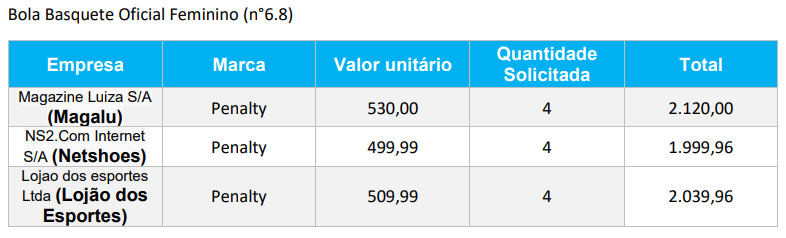 Bola Basquete Oficial Feminino (n°6.8)
Empresa Marca Valor unitário Quantidade Solicitada Total
Magazine Luiza S/A (Magalu) Penalty 530,00 4 2.120,00
NS2.Com Internet S/A (Netshoes) Penalty 499,99 4 1.999,96
Lojao dos esportes Ltda (Lojão dos Esportes) Penalty 509,99 4 2.039,96